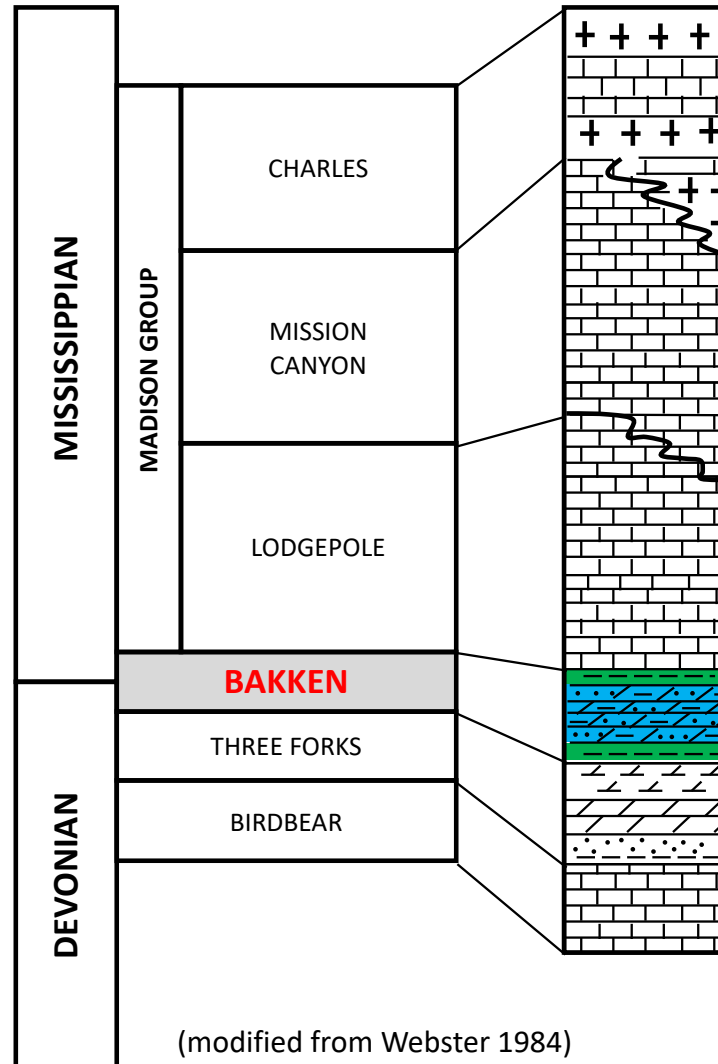 MISSISSIPPIAN
DEVONIAN
MADISON GROUP
CHARLES
MISSION
CANYON
LODGEPOLE
BAKKEN
THREE FORKS
BIRDBEAR
(modified from Webster 1984)